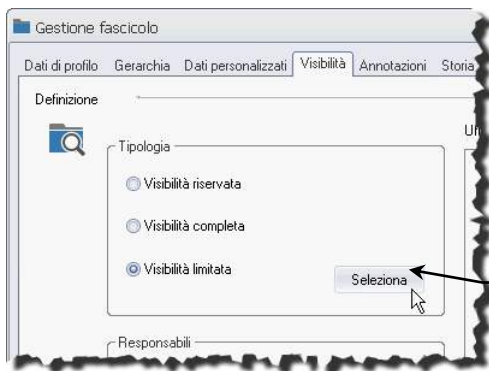 Gestione fascicolo
Dati di profilo Gerarchia Dati personalizzati Visibilità Annotazioni Storia
Definizione
Tipologia
Visibilità riservata
Visibilità completa
Visibilità limitata
Seleziona
Responsabili